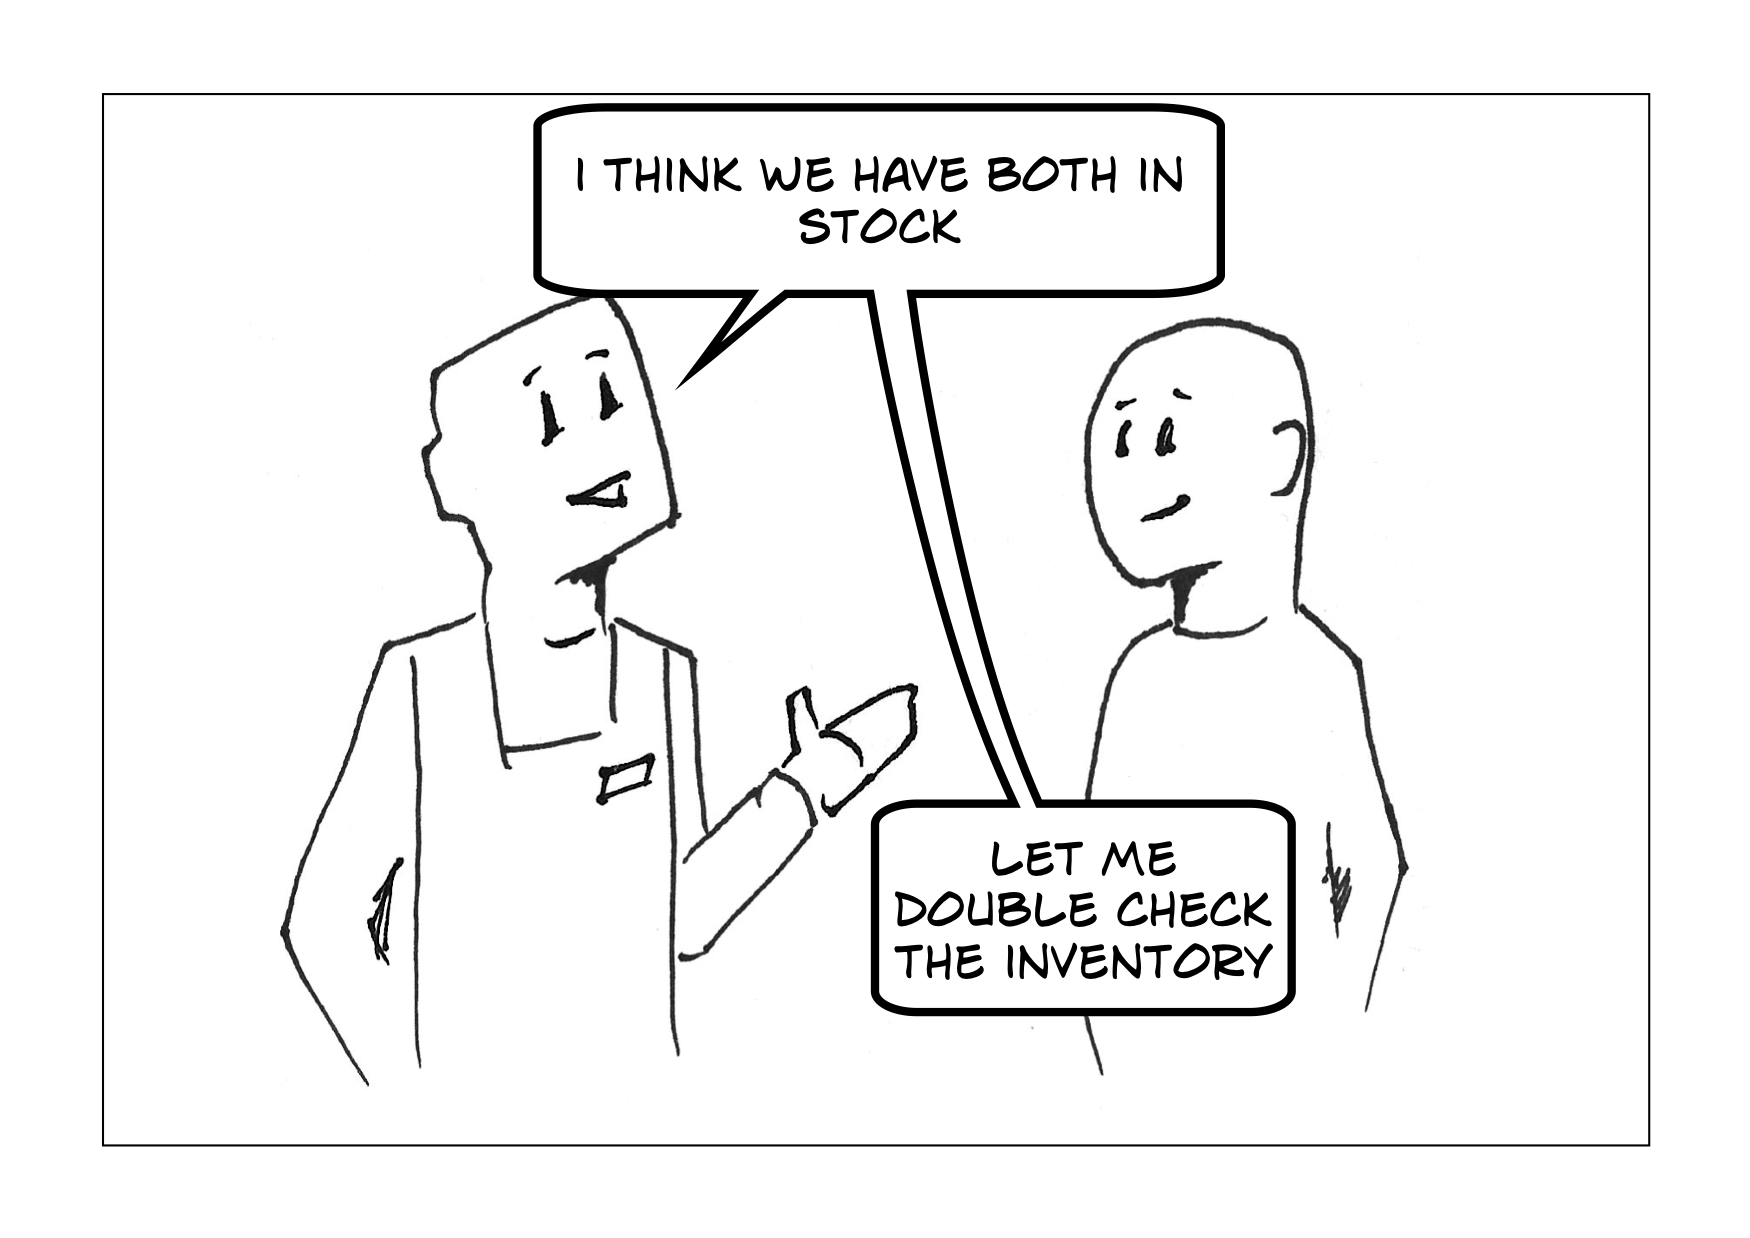 I THINK WE HAVE BOTH IN
STOCK
LET ME
DOUBLE CHECK
THE INVENTORY